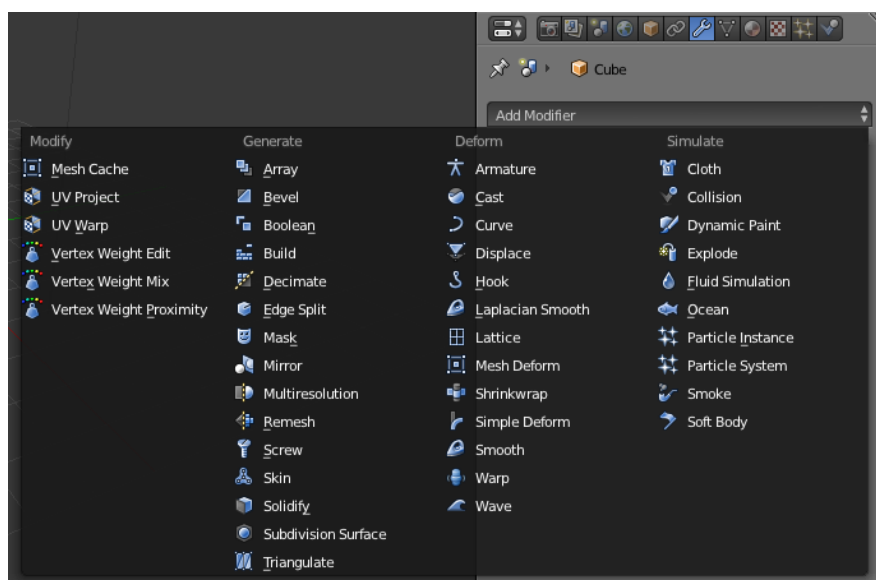 Cube
Add Modifier
Modify
Mesh Cache
UV Project
UV Warp
Vertex Weight Edit
Vertex Weight Mix
Vertex Weight Proximity
Generate
Array
Bevel
Boolean
Build
Decimate
Edge Split
Mask
Mirror
Multiresolution
Remesh
Screw
Skin
Solidify
Subdivision Surface
Triangulate
Deform
Armature
Cast
Curve
Displace
Hook
Laplacian Smooth
Lattice
Mesh Deform
Shrinkwrap
Simple Deform
Smooth
Warp
Wave
Simulate
Cloth
Collision
Dynamic Paint
Explode
Fluid Simulation
Ocean
Particle Instance
Particle System
Smoke
Soft Body